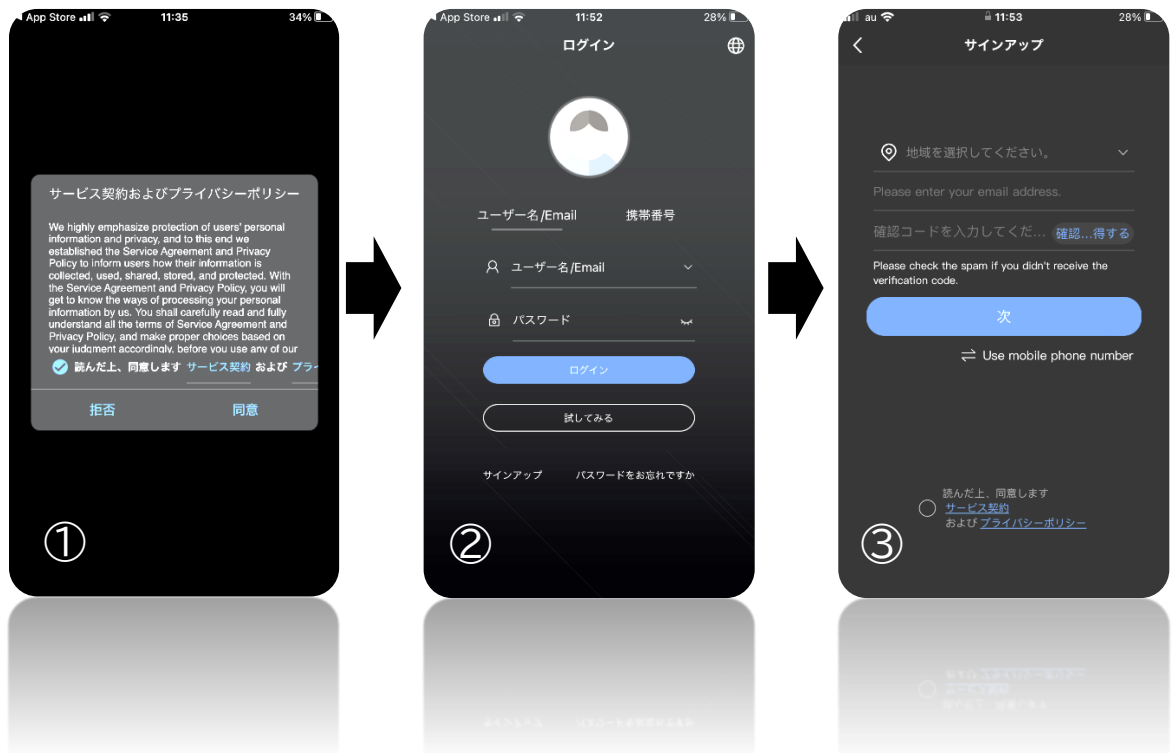 App Store 11:35 34%
サービス契約およびプライバシーポリシー
We highly emphasize protection of users' personal
information and privacy, and to this end we
established the Service Agreement and Privacy
Policy to inform users how their information is
collected, used, shared, stored, and protected. With
the Service Agreement and Privacy Policy, you will
get to know the ways of processing your personal
information by us. You shall carefully read and fully
understand all the terms of Service Agreement and
Privacy Policy, and make proper choices based on
your judgment accordingly, before you use any of our
読んだ上、同意します サービス契約 および プライ
拒否 同意
①
App Store 11:52 28%
ログイン
ユーザー名/Email 携帯番号
ユーザー名/Email
パスワード
ログイン
試してみる
サインアップ パスワードをお忘れですか
②
au 11:53 28%
サインアップ
地域を選択してください。
Please enter your email address.
確認コードを入力してくだ... 確認...得する
Please check the spam if you didn't receive the
verification code.
次
Use mobile phone number
読んだ上、同意します
サービス契約
および プライバシーポリシー
③